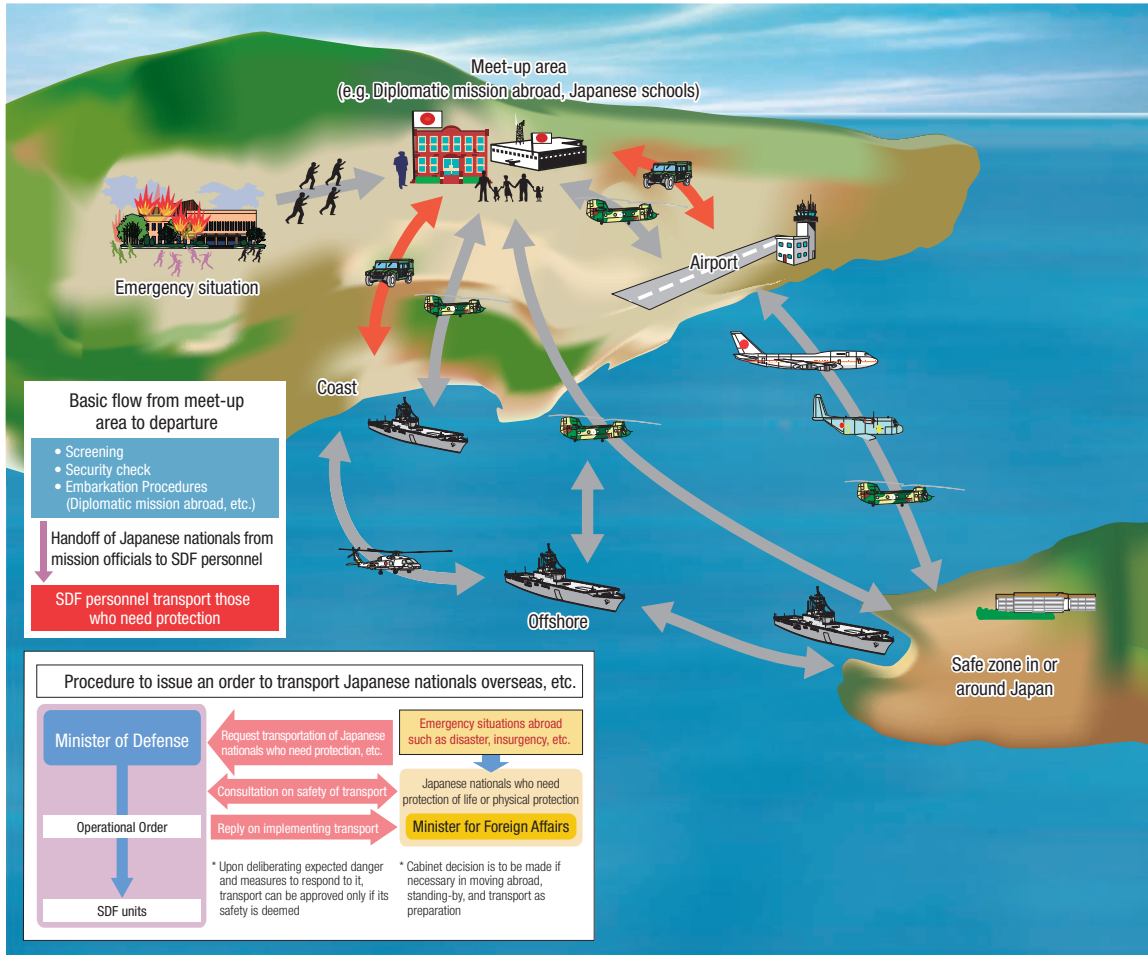 Meet-up area
(e.g. Diplomatic mission abroad, Japanese schools)
Emergency situation
Airport
Coast
Offshore
Safe zone in or
around Japan
Basic flow from meet-up
area to departure
• Screening
• Security check
• Embarkation Procedures
(Diplomatic mission abroad, etc.)
Handoff of Japanese nationals from
mission officials to SDF personnel
SDF personnel transport those
who need protection
Procedure to issue an order to transport Japanese nationals overseas, etc.
Minister of Defense
Operational Order
SDF units
Request transportation of Japanese
nationals who need protection, etc.
Consultation on safety of transport
Reply on implementing transport
Emergency situations abroad
such as disaster, insurgency, etc.
Japanese nationals who need
protection of life or physical protection
Minister for Foreign Affairs
* Upon deliberating expected danger
and measures to respond to it,
transport can be approved only if its
safety is deemed
* Cabinet decision is to be made if
necessary in moving abroad,
standing-by, and transport as
preparation